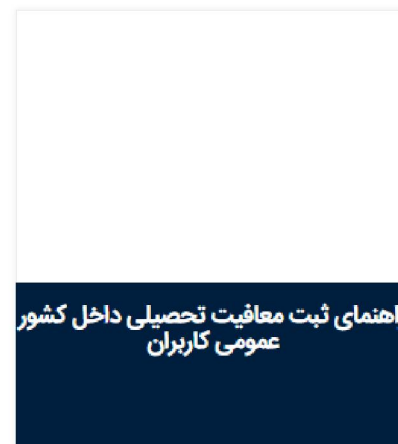 اهنمای ثبت معافیت تحصیلی داخل کشور
عمومی کاربران